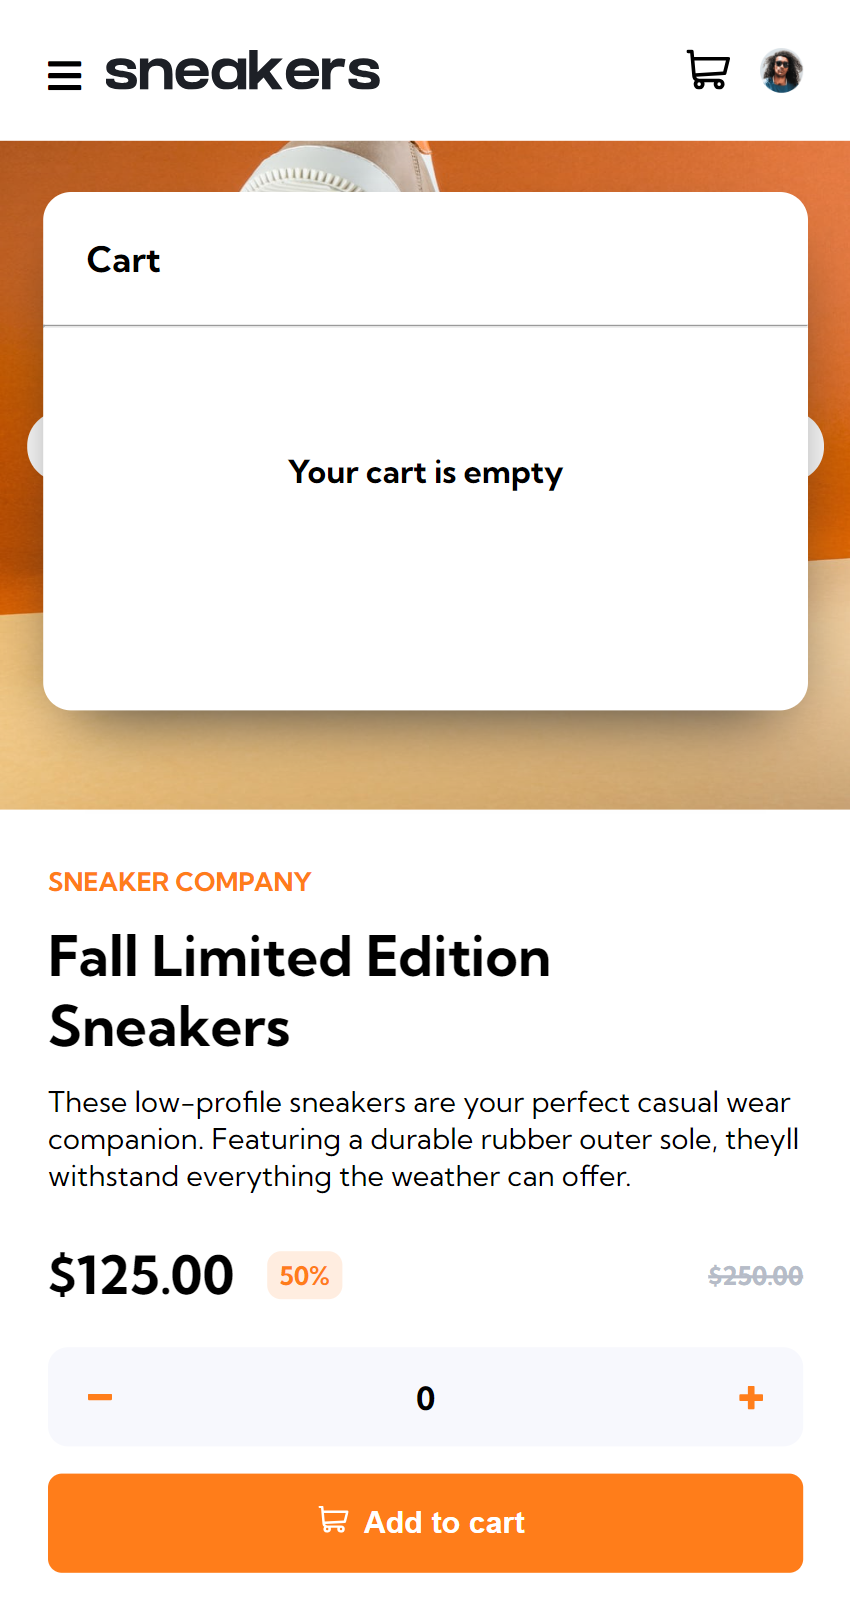 sneakers
Cart
Your cart is empty
SNEAKER COMPANY
Fall Limited Edition
Sneakers
These low-profile sneakers are your perfect casual wear
companion. Featuring a durable rubber outer sole, theyll
withstand everything the weather can offer.
$125.00 50% $250.00
0
Add to cart